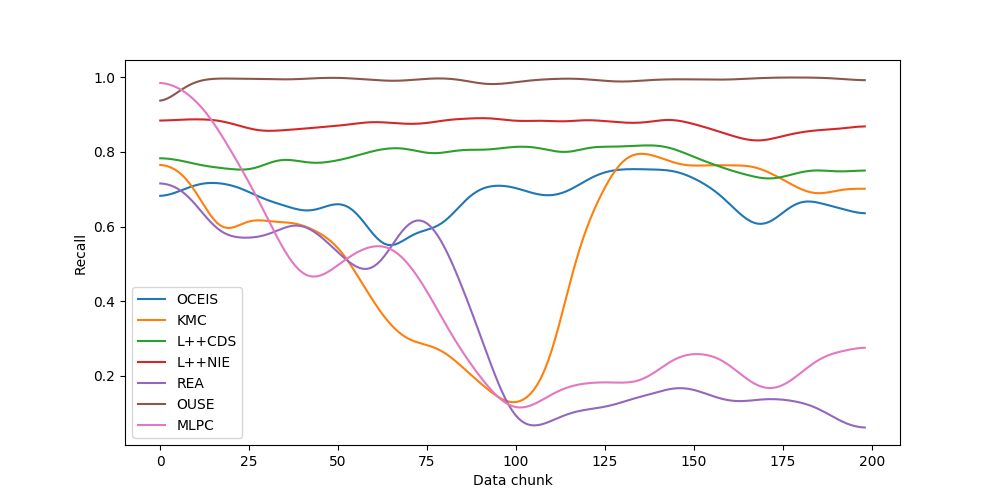 1.0
0.8
0.6
0.4
0.2
Recall
OCEIS
KMC
L++CDS
L++NIE
REA
OUSE
MLPC
0 25 50 75 100 125 150 175 200
Data chunk